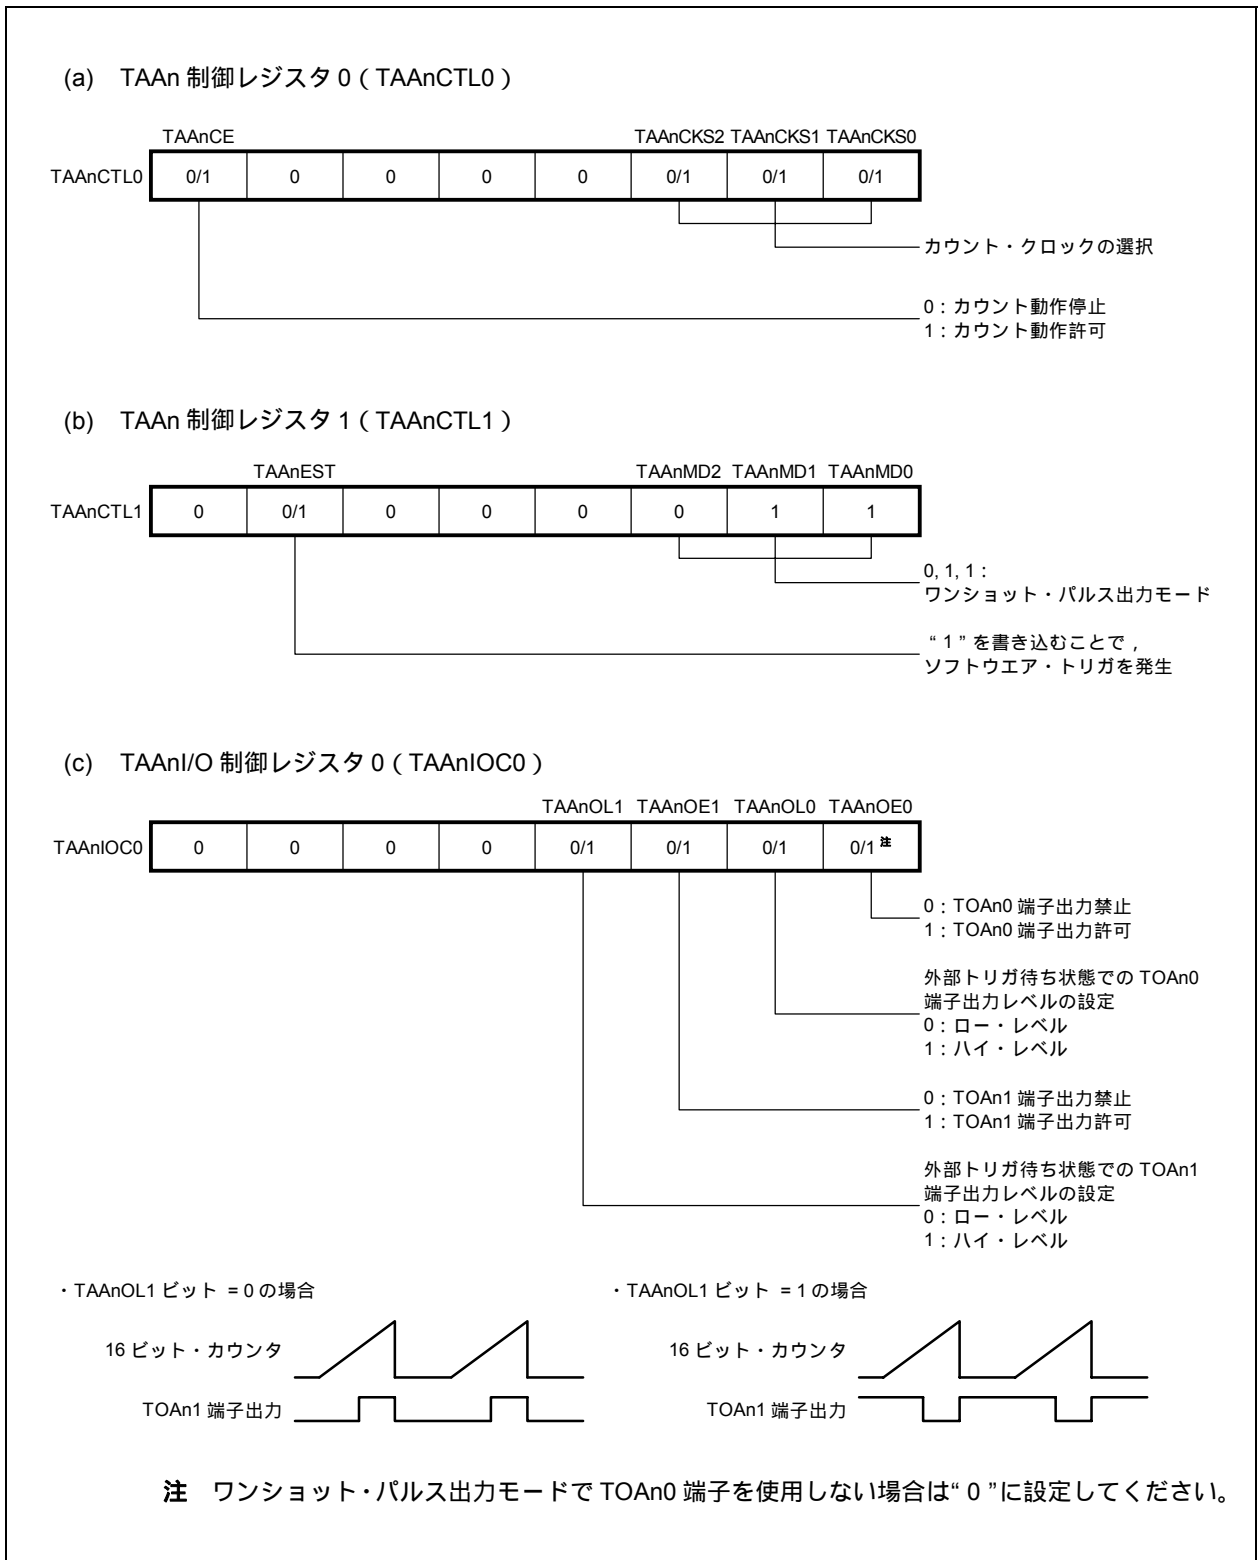 (a) TAAn 制御レジスタ 0（TAAnCTL0）
TAAnCE TAAnCKS2 TAAnCKS1 TAAnCKS0
TAAnCTL0 0/1 0 0 0 0 0/1 0/1 0/1
カウント・クロックの選択
0：カウント動作停止
1：カウント動作許可
(b) TAAn 制御レジスタ 1（TAAnCTL1）
TAAnEST TAAnMD2 TAAnMD1 TAAnMD0
TAAnCTL1 0 0/1 0 0 0 0 1 1
0, 1, 1：
ワンショット・パルス出力モード
“1”を書き込むことで，
ソフトウエア・トリガを発生
(c) TAAnI/O 制御レジスタ 0（TAAnIOC0）
TAAnOL1 TAAnOE1 TAAnOL0 TAAnOE0
TAAnIOC0 0 0 0 0 0/1 0/1 0/1 0/1 注
0：TOAn0 端子出力禁止
1：TOAn0 端子出力許可
外部トリガ待ち状態での TOAn0
端子出力レベルの設定
0：ロー・レベル
1：ハイ・レベル
0：TOAn1 端子出力禁止
1：TOAn1 端子出力許可
外部トリガ待ち状態での TOAn1
端子出力レベルの設定
0：ロー・レベル
1：ハイ・レベル
・TAAnOL1 ビット = 0 の場合
16 ビット・カウンタ
TOAn1 端子出力
・TAAnOL1 ビット = 1 の場合
16 ビット・カウンタ
TOAn1 端子出力
注 ワンショット・パルス出力モードで TOAn0 端子を使用しない場合は“0”に設定してください。